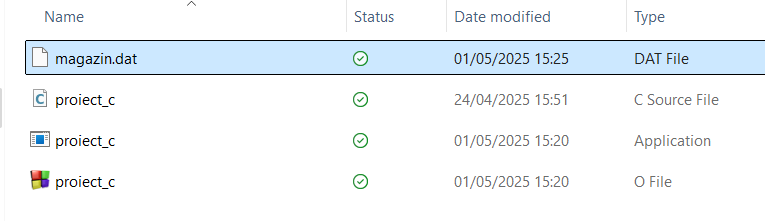 Name Status Date modified Type
magazin.dat 01/05/2025 15:25 DAT File
proiect_c 24/04/2025 15:51 C Source File
proiect_c 01/05/2025 15:20 Application
proiect_c 01/05/2025 15:20 O File